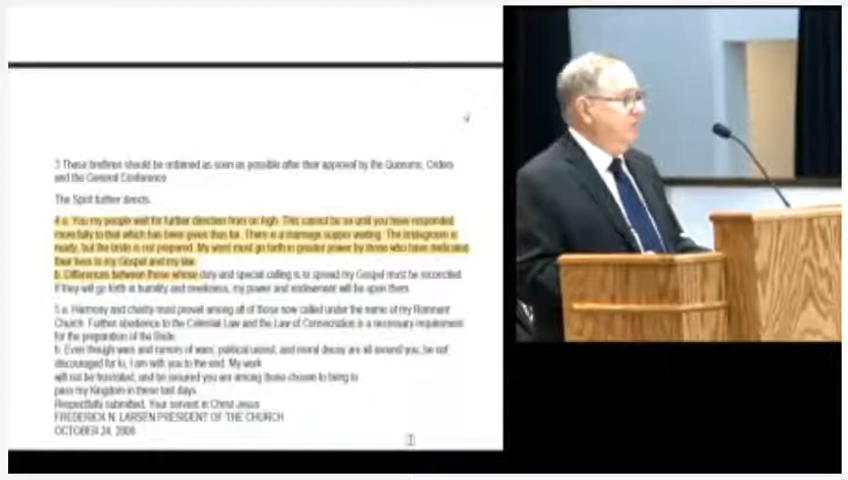 3 These brethren should be ordained as soon as possible after their approval by the Quorums, Orders
and the General Conference
The Spirit further directs.
4 a. You my people wait for further direction from on high. This cannot be so until you have responded
more fully to that which has been given thus far. There is a marriage supper waiting. The bridegroom is
ready, but the bride is not prepared. My word must go forth in greater power by those who have dedicated
their lives to my Gospel and my law.
b. Differences between those whose duty and special calling is to spread my Gospel must be reconciled
if they will go forth in humility and meekness, my power and endowment will be upon them
5 a. Harmony and charity must prevail among all of those now called under the name of my Remnant
Church. Further obedience to the Celestial Law and the Law of Consecration is a necessary requirement
for the preparation of the Bride.
b. Even though wars and rumors of wars, political unrest, and moral decay are all around you, be not
discouraged for lo, I am with you to the end. My work
will not be frustrated, and be assured you are among those chosen to bring to
pass my Kingdom in these last days
Respectfully submitted, Your servant in Christ Jesus
FREDERICK N. LARSEN PRESIDENT OF THE CHURCH
OCTOBER 24,